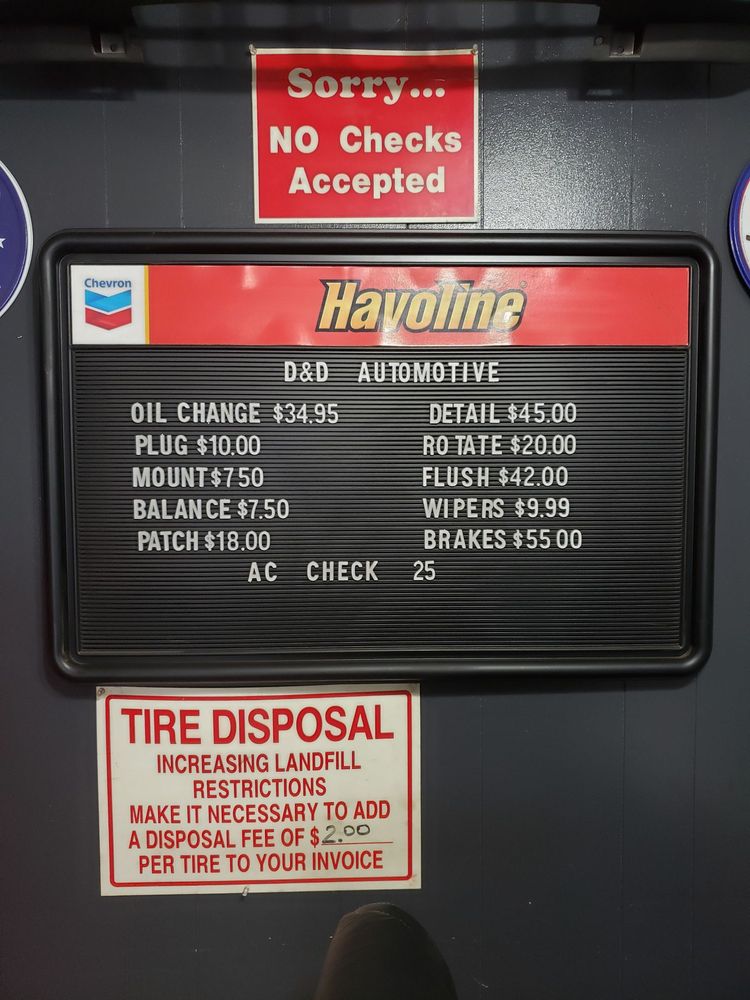 Sorry...
NO Checks
Accepted
Chevron
Havoline
D&D AUTOMOTIVE
OIL CHANGE $34.95 DETAIL $45.00
PLUG $10.00 ROTATE $20.00
MOUNT $7 50 FLUSH $42.00
BALANCE $7.50 WIPERS $9.99
PATCH $18.00 BRAKES $55 00
AC CHECK 25
TIRE DISPOSAL
INCREASING LANDFILL
RESTRICTIONS
MAKE IT NECESSARY TO ADD
A DISPOSAL FEE OF $2.00
PER TIRE TO YOUR INVOICE